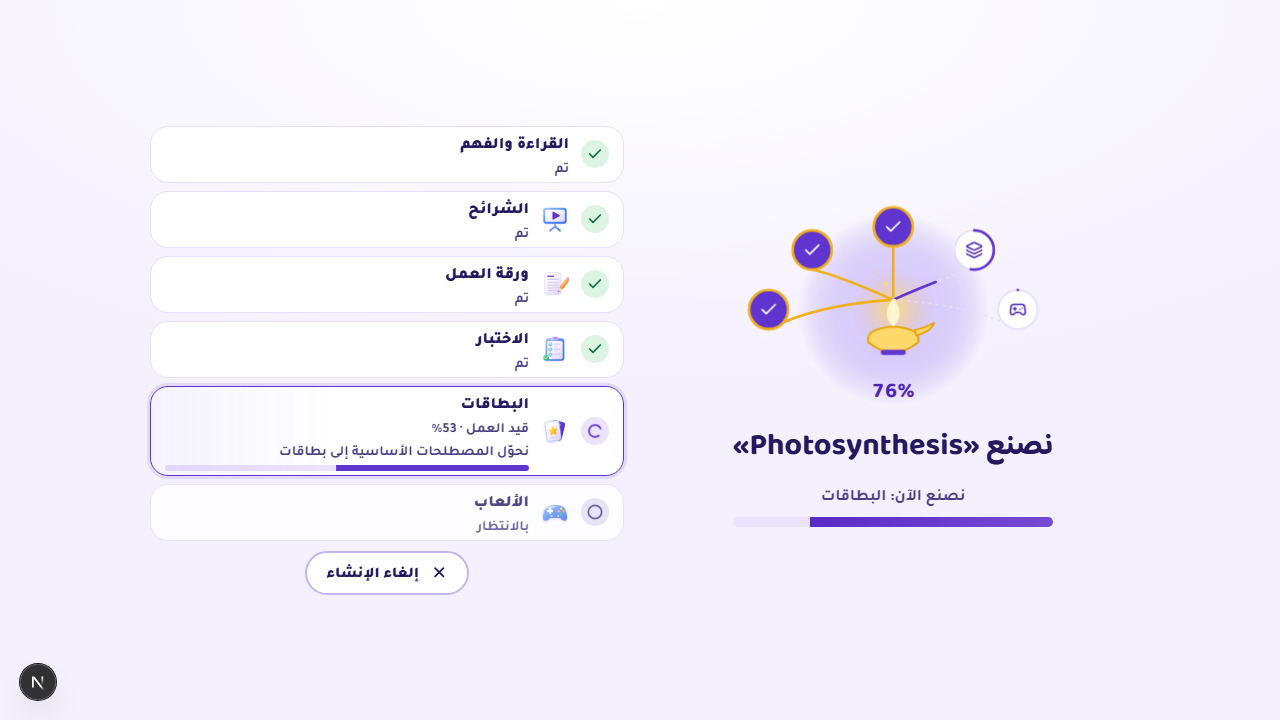 76%
نصنع «Photosynthesis»
نصنع الآن: البطاقات
القراءة والفهم
تم
الشرائح
تم
ورقة العمل
تم
الاختبار
تم
البطاقات
قيد العمل · 53%
نحوّل المصطلحات الأساسية إلى بطاقات
الألعاب
بالانتظار
إلغاء الإنشاء
N